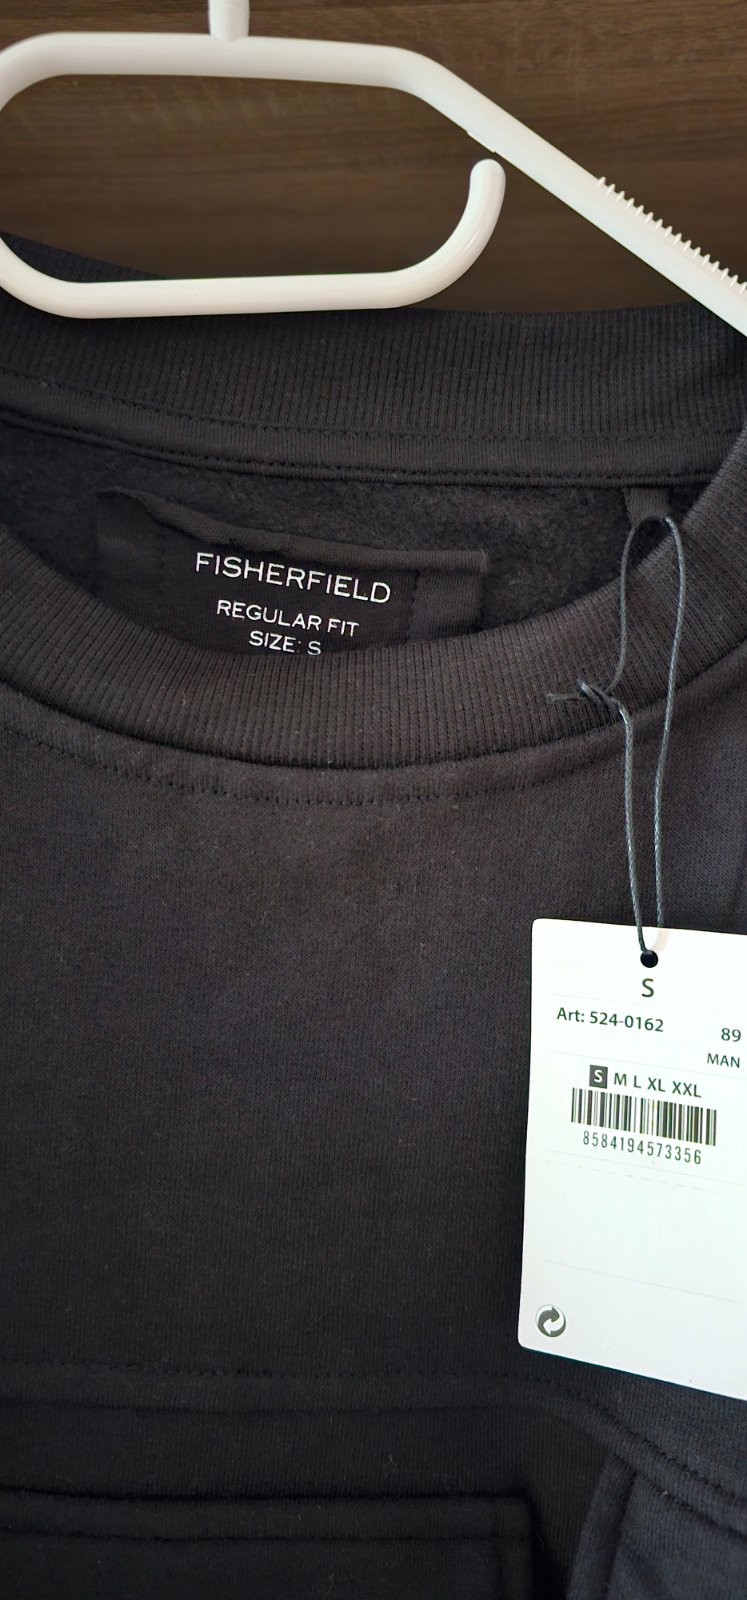 FISHERFIELD
REGULAR FIT
SIZE: S
S
Art: 524-0162
89
MAN
S M L XL XXL
8584194573356